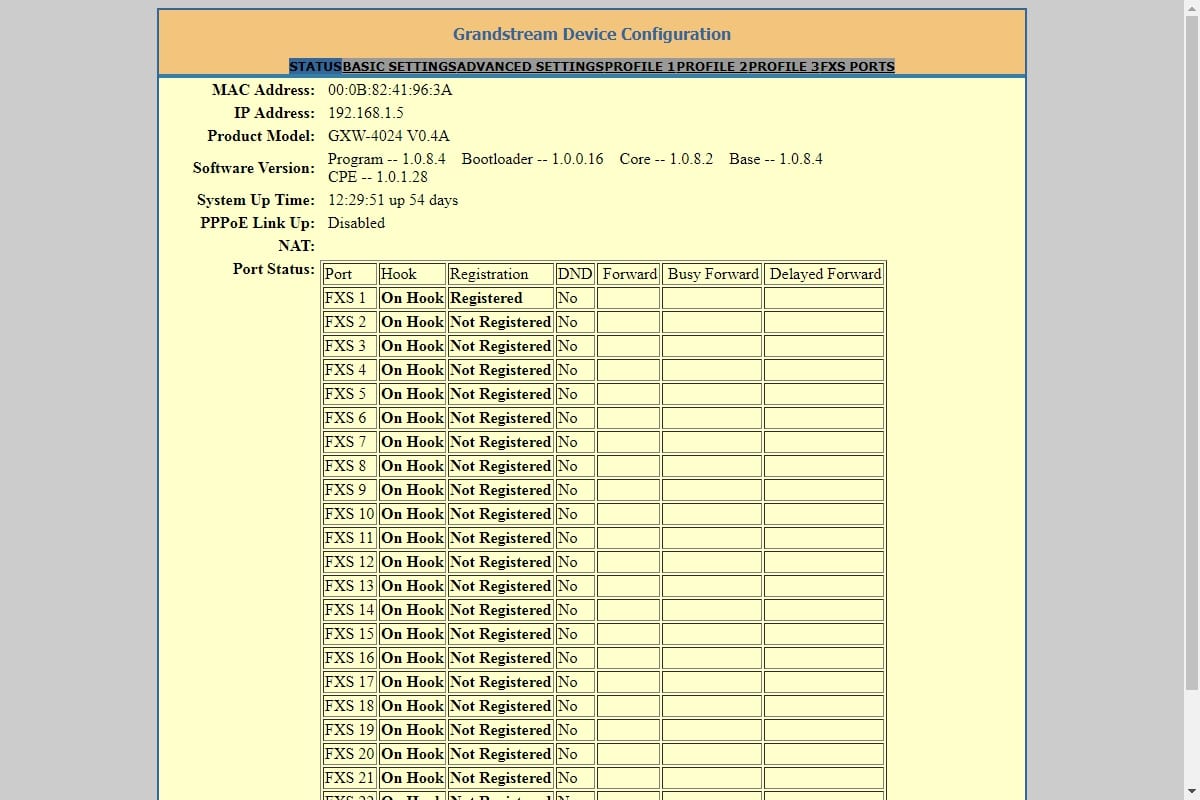 Grandstream Device Configuration
STATUS BASIC SETTINGS ADVANCED SETTINGS PROFILE 1 PROFILE 2 PROFILE 3 FXS PORTS
MAC Address: 00:0B:82:41:96:3A
IP Address: 192.168.1.5
Product Model: GXW-4024 V0.4A
Software Version: Program -- 1.0.8.4 Bootloader -- 1.0.0.16 Core -- 1.0.8.2 Base -- 1.0.8.4
CPE -- 1.0.1.28
System Up Time: 12:29:51 up 54 days
PPPoE Link Up: Disabled
NAT:
Port Status:
Port Hook Registration DND Forward Busy Forward Delayed Forward
FXS 1 On Hook Registered No
FXS 2 On Hook Not Registered No
FXS 3 On Hook Not Registered No
FXS 4 On Hook Not Registered No
FXS 5 On Hook Not Registered No
FXS 6 On Hook Not Registered No
FXS 7 On Hook Not Registered No
FXS 8 On Hook Not Registered No
FXS 9 On Hook Not Registered No
FXS 10 On Hook Not Registered No
FXS 11 On Hook Not Registered No
FXS 12 On Hook Not Registered No
FXS 13 On Hook Not Registered No
FXS 14 On Hook Not Registered No
FXS 15 On Hook Not Registered No
FXS 16 On Hook Not Registered No
FXS 17 On Hook Not Registered No
FXS 18 On Hook Not Registered No
FXS 19 On Hook Not Registered No
FXS 20 On Hook Not Registered No
FXS 21 On Hook Not Registered No